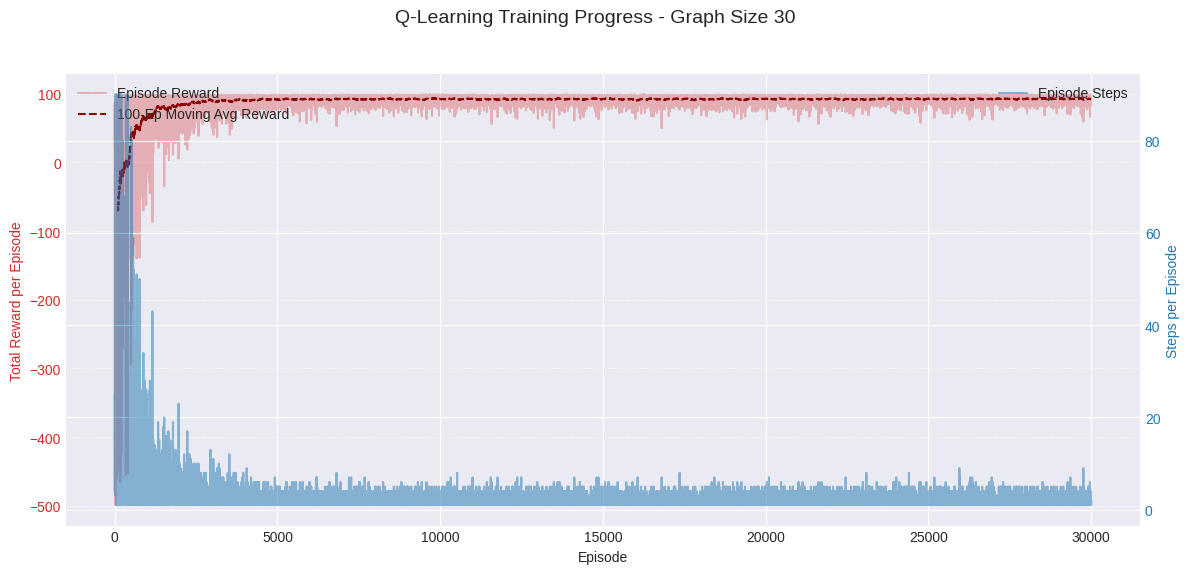 Q-Learning Training Progress - Graph Size 30
Episode Reward
100-Ep Moving Avg Reward
Episode Steps
100
0
−100
−200
−300
−400
−500
Total Reward per Episode
80
60
40
20
0
Steps per Episode
0 5000 10000 15000 20000 25000 30000
Episode